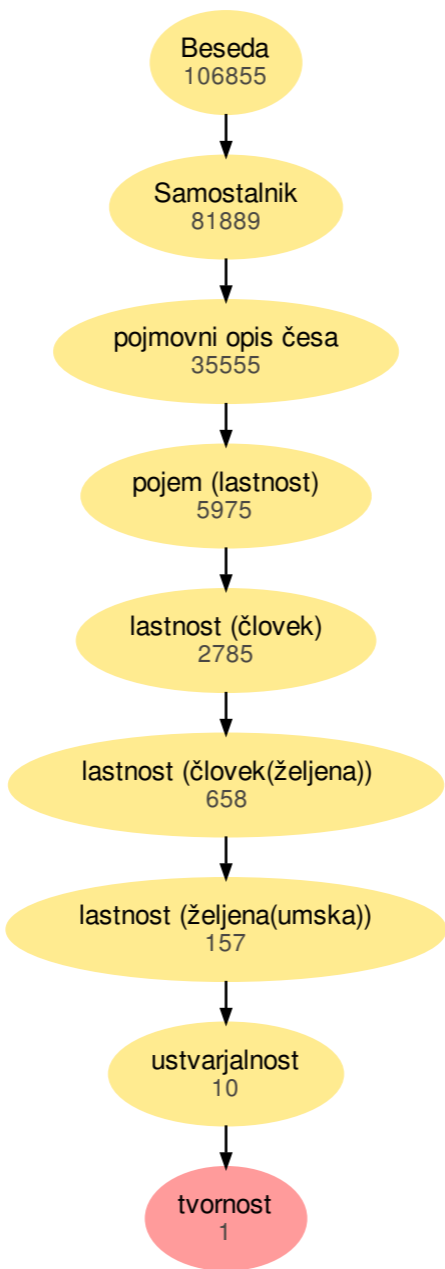 Beseda
106855
Samostalnik
81889
pojmovni opis česa
35555
pojem (lastnost)
5975
lastnost (človek)
2785
lastnost (človek(željena))
658
lastnost (željena(umska))
157
ustvarjalnost
10
tvornost
1